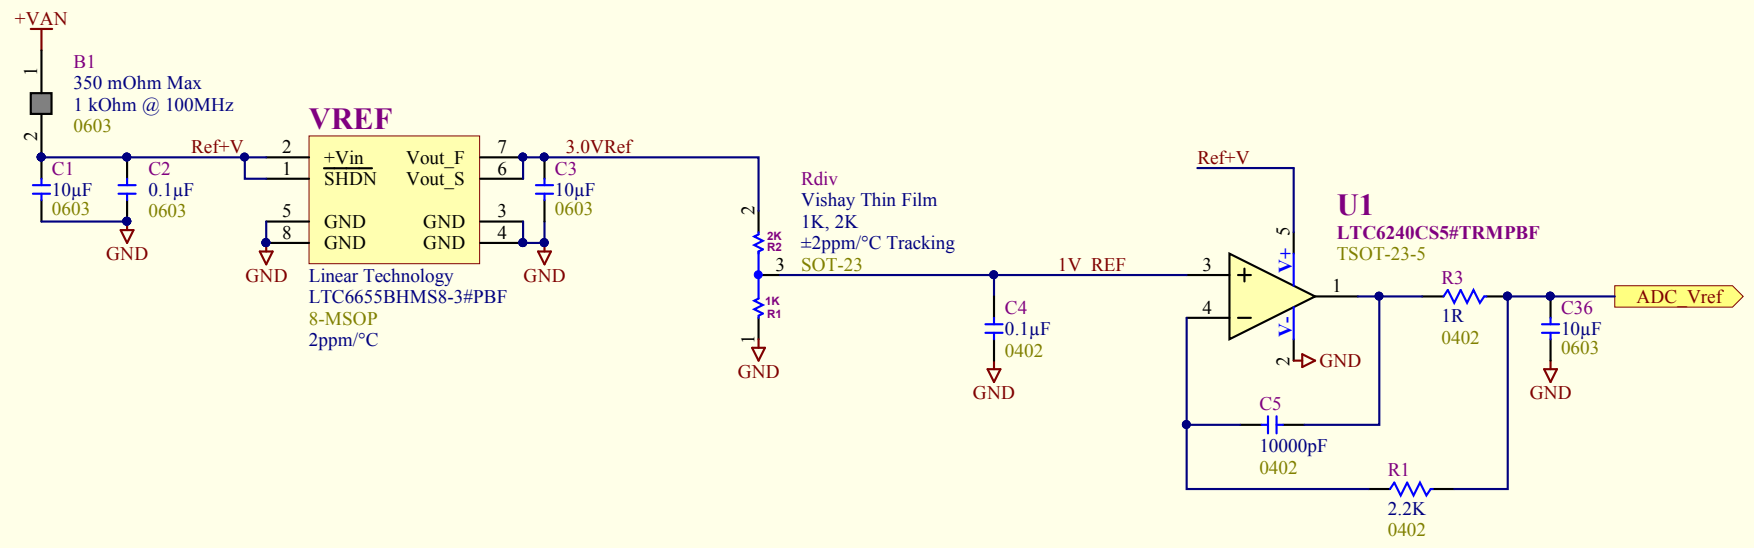 +VAN
1
B1
350 mOhm Max
1 kOhm @ 100MHz
0603
2
C1
10µF
0603
C2
0.1µF
0603
GND
Ref+V
VREF
2
1
5
8
+Vin
SHDN
GND
GND
Vout_F
Vout_S
GND
GND
7
6
3
4
GND
Linear Technology
LTC6655BHMS8-3#PBF
8-MSOP
2ppm/°C
3.0VRef
C3
10µF
0603
GND
Rdiv
Vishay Thin Film
1K, 2K
±2ppm/°C Tracking
SOT-23
2
2K
R2
3
1K
R1
1
GND
1V_REF
C4
0.1µF
0402
GND
Ref+V
U1
LTC6240CS5#TRMPBF
TSOT-23-5
5
V+
3
+
4
−
1
V-
2
GND
R3
1R
0402
ADC_Vref
C36
10µF
0603
GND
C5
10000pF
0402
R1
2.2K
0402